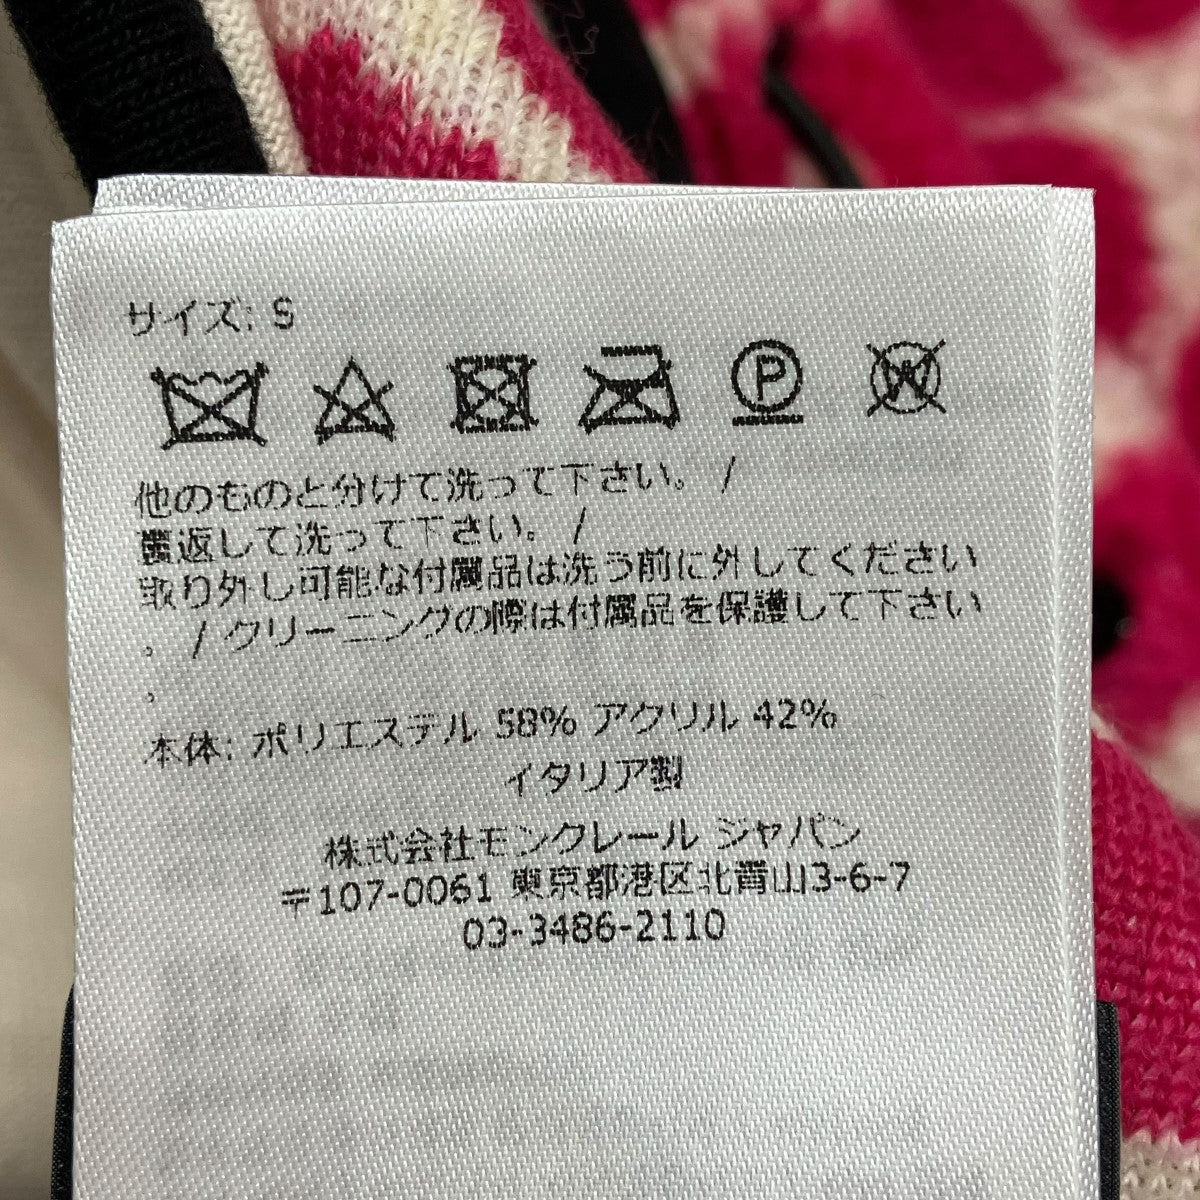 サイズ: S
P
W
他のものと分けて洗って下さい。 /
裏返して洗って下さい。 /
取り外し可能な付属品は洗う前に外してください
。 / クリーニングの際は付属品を保護して下さい
。
本体: ポリエステル 58% アクリル 42%
イタリア製
株式会社モンクレール ジャパン
〒107-0061 東京都港区北青山3-6-7
03-3486-2110